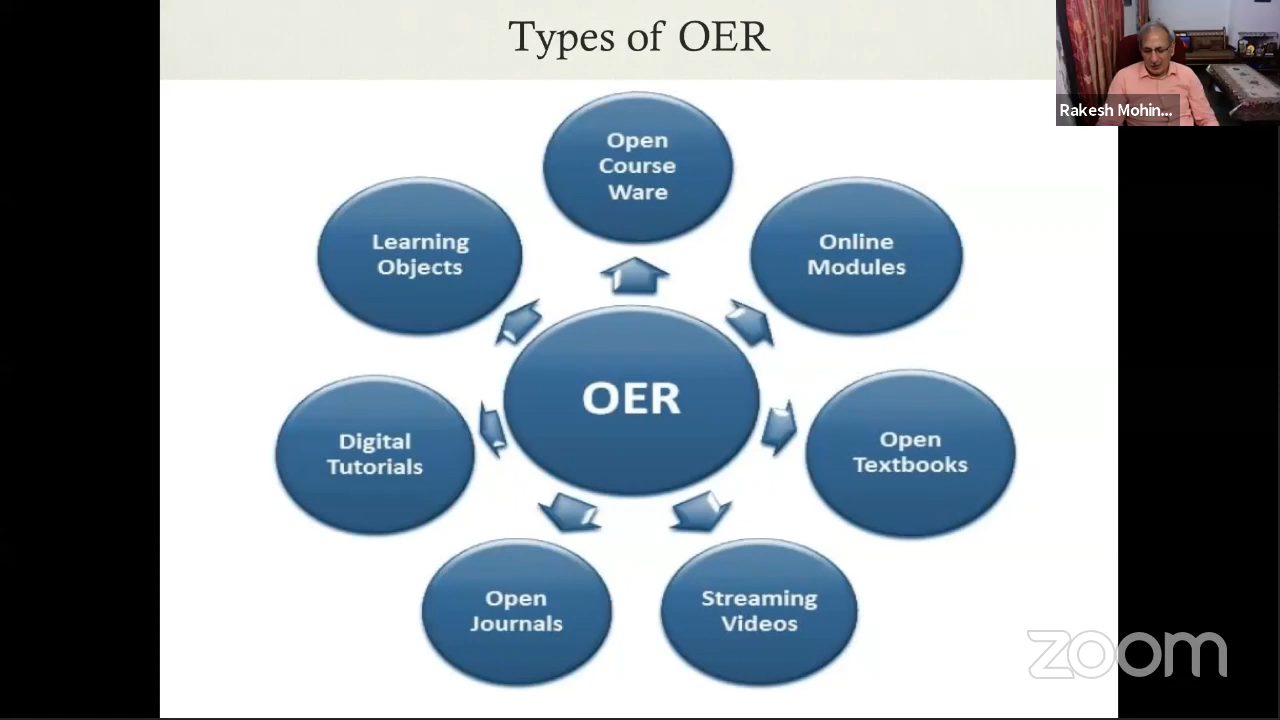 Types of OER
Rakesh Mohin...
Open
Course
Ware
Online
Modules
Open
Textbooks
Streaming
Videos
Open
Journals
Digital
Tutorials
Learning
Objects
OER
zoom